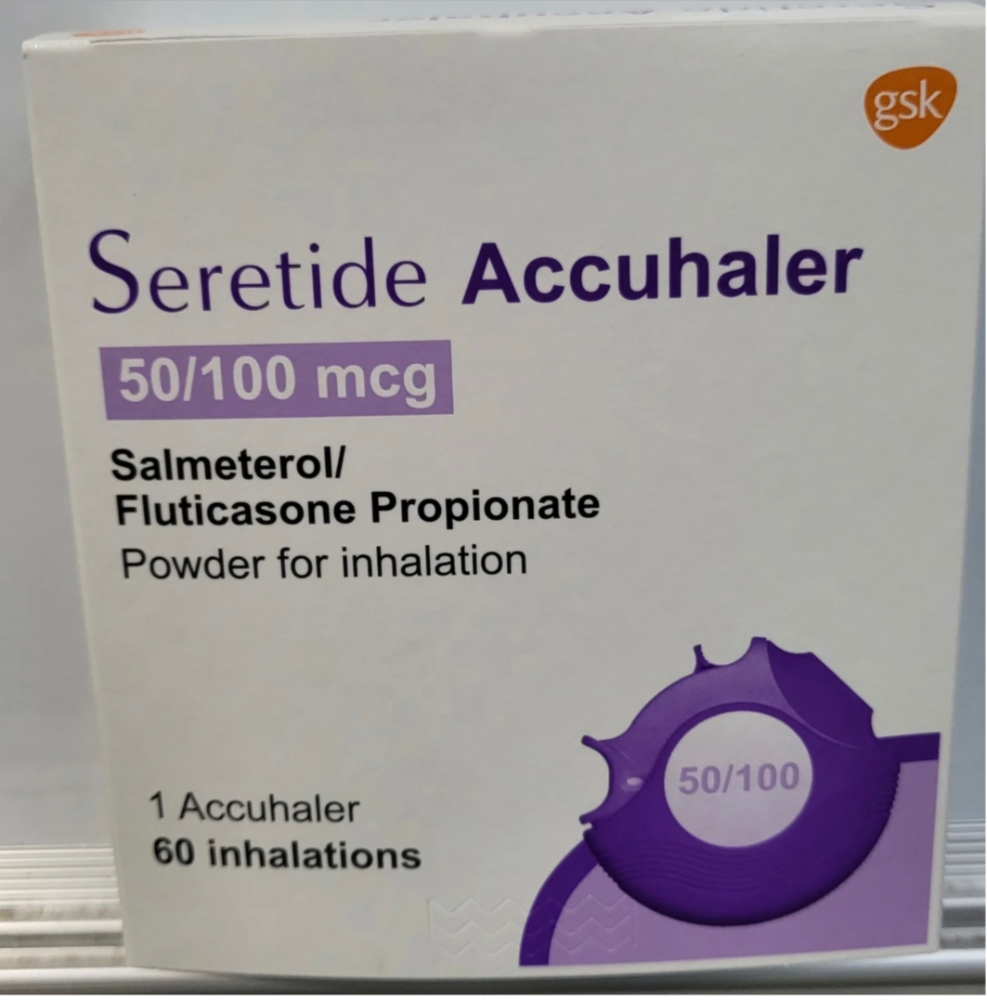 gsk
Seretide Accuhaler
50/100 mcg
Salmeterol/
Fluticasone Propionate
Powder for inhalation
50/100
1 Accuhaler
60 inhalations